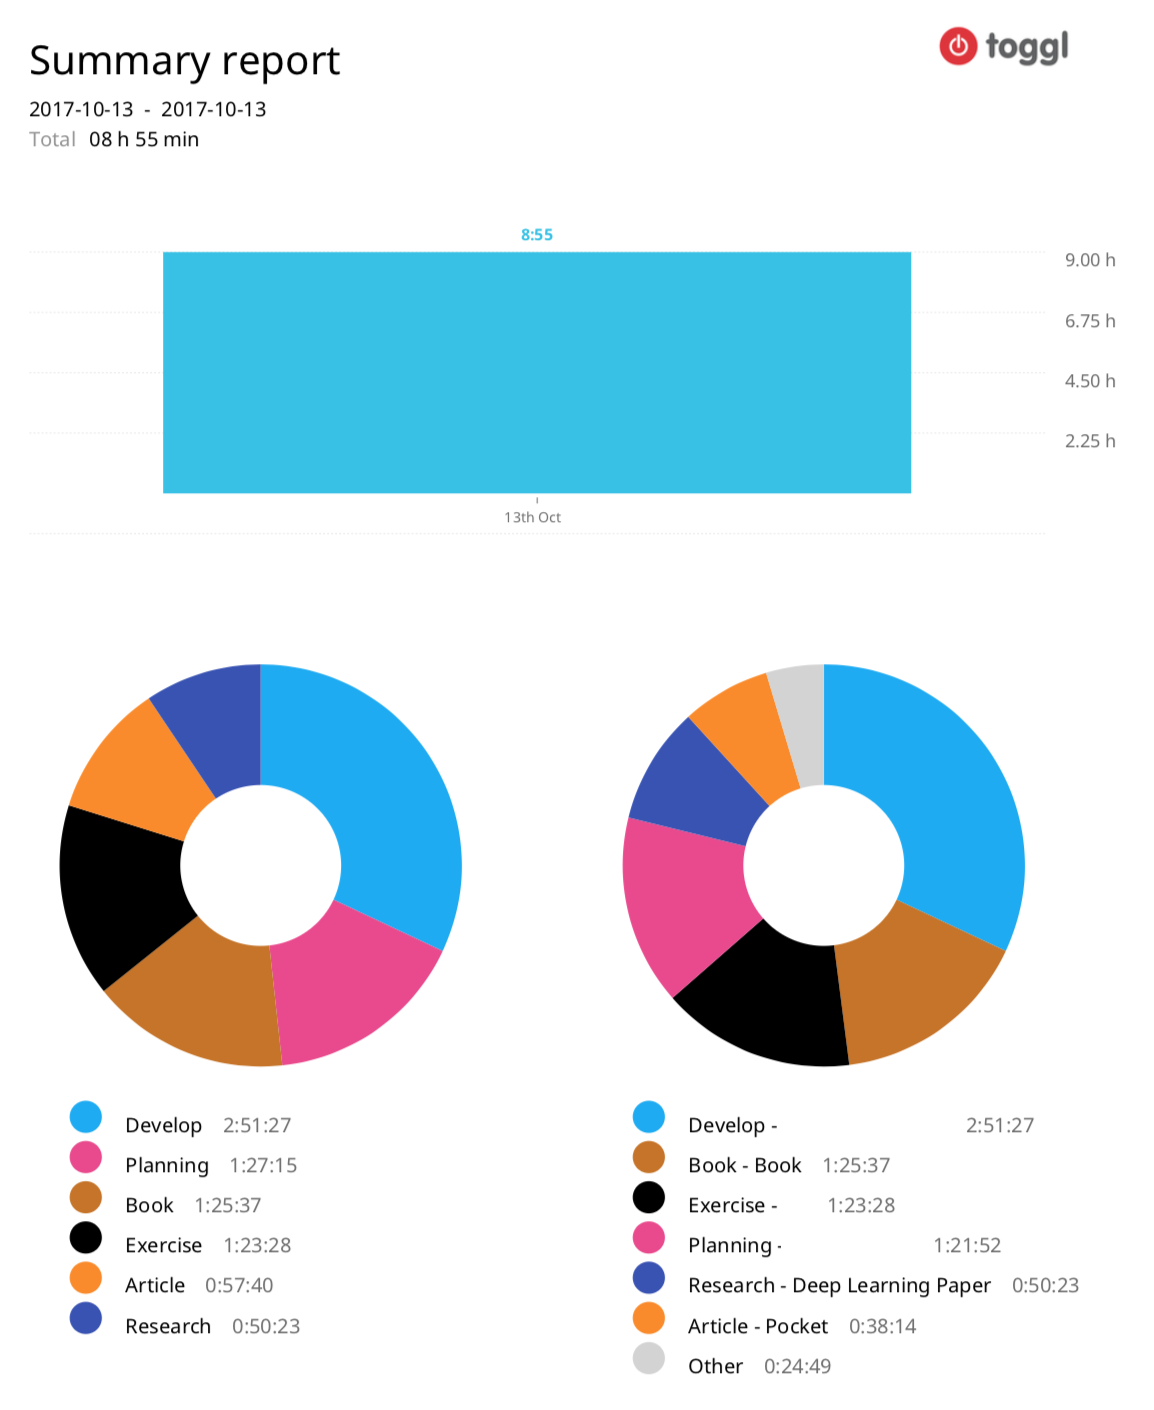 Summary report
toggl
2017-10-13 - 2017-10-13
Total 08 h 55 min
8:55
9.00 h
6.75 h
4.50 h
2.25 h
13th Oct
Develop 2:51:27
Planning 1:27:15
Book 1:25:37
Exercise 1:23:28
Article 0:57:40
Research 0:50:23
Develop - 2:51:27
Book - Book 1:25:37
Exercise - 1:23:28
Planning - 1:21:52
Research - Deep Learning Paper 0:50:23
Article - Pocket 0:38:14
Other 0:24:49